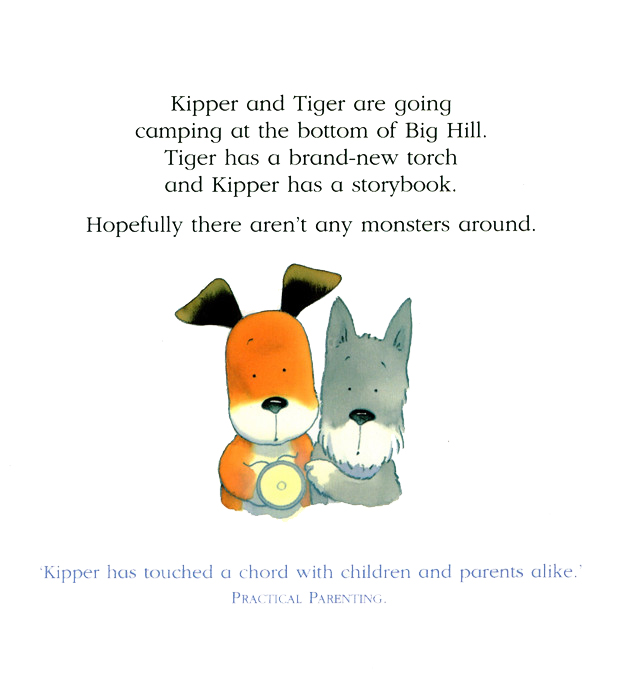 Kipper and Tiger are going
camping at the bottom of Big Hill.
Tiger has a brand-new torch
and Kipper has a storybook.
Hopefully there aren't any monsters around.
'Kipper has touched a chord with children and parents alike.'
PRACTICAL PARENTING.